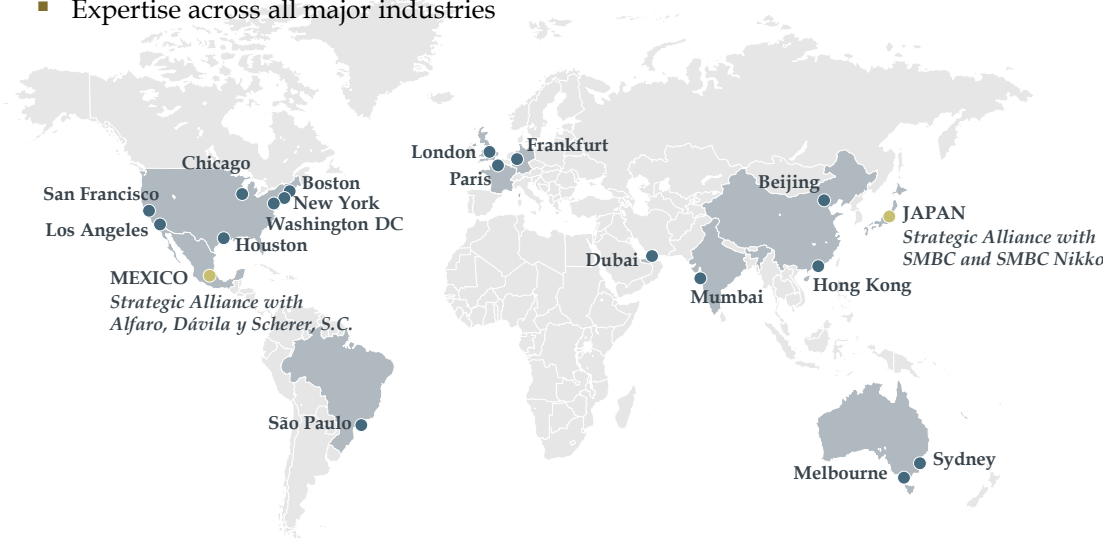 ▪ Expertise across all major industries
London
Frankfurt
Chicago
Paris
Boston
Beijing
San Francisco
New York
JAPAN
Washington DC
Los Angeles
Strategic Alliance with
SMBC and SMBC Nikko
Houston
Dubai
MEXICO
Hong Kong
Mumbai
Strategic Alliance with
Alfaro, Dávila y Scherer, S.C.
São Paulo
Sydney
Melbourne